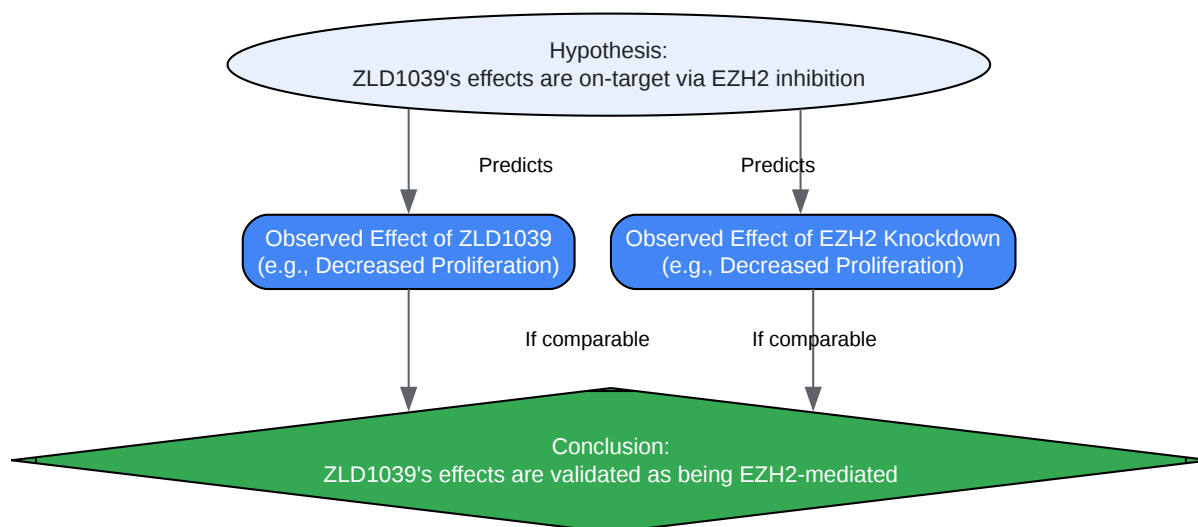 Hypothesis:
ZLD1039's effects are on-target via EZH2 inhibition
Predicts
Predicts
Observed Effect of ZLD1039
(e.g., Decreased Proliferation)
Observed Effect of EZH2 Knockdown
(e.g., Decreased Proliferation)
If comparable
If comparable
Conclusion:
ZLD1039's effects are validated as being EZH2-mediated